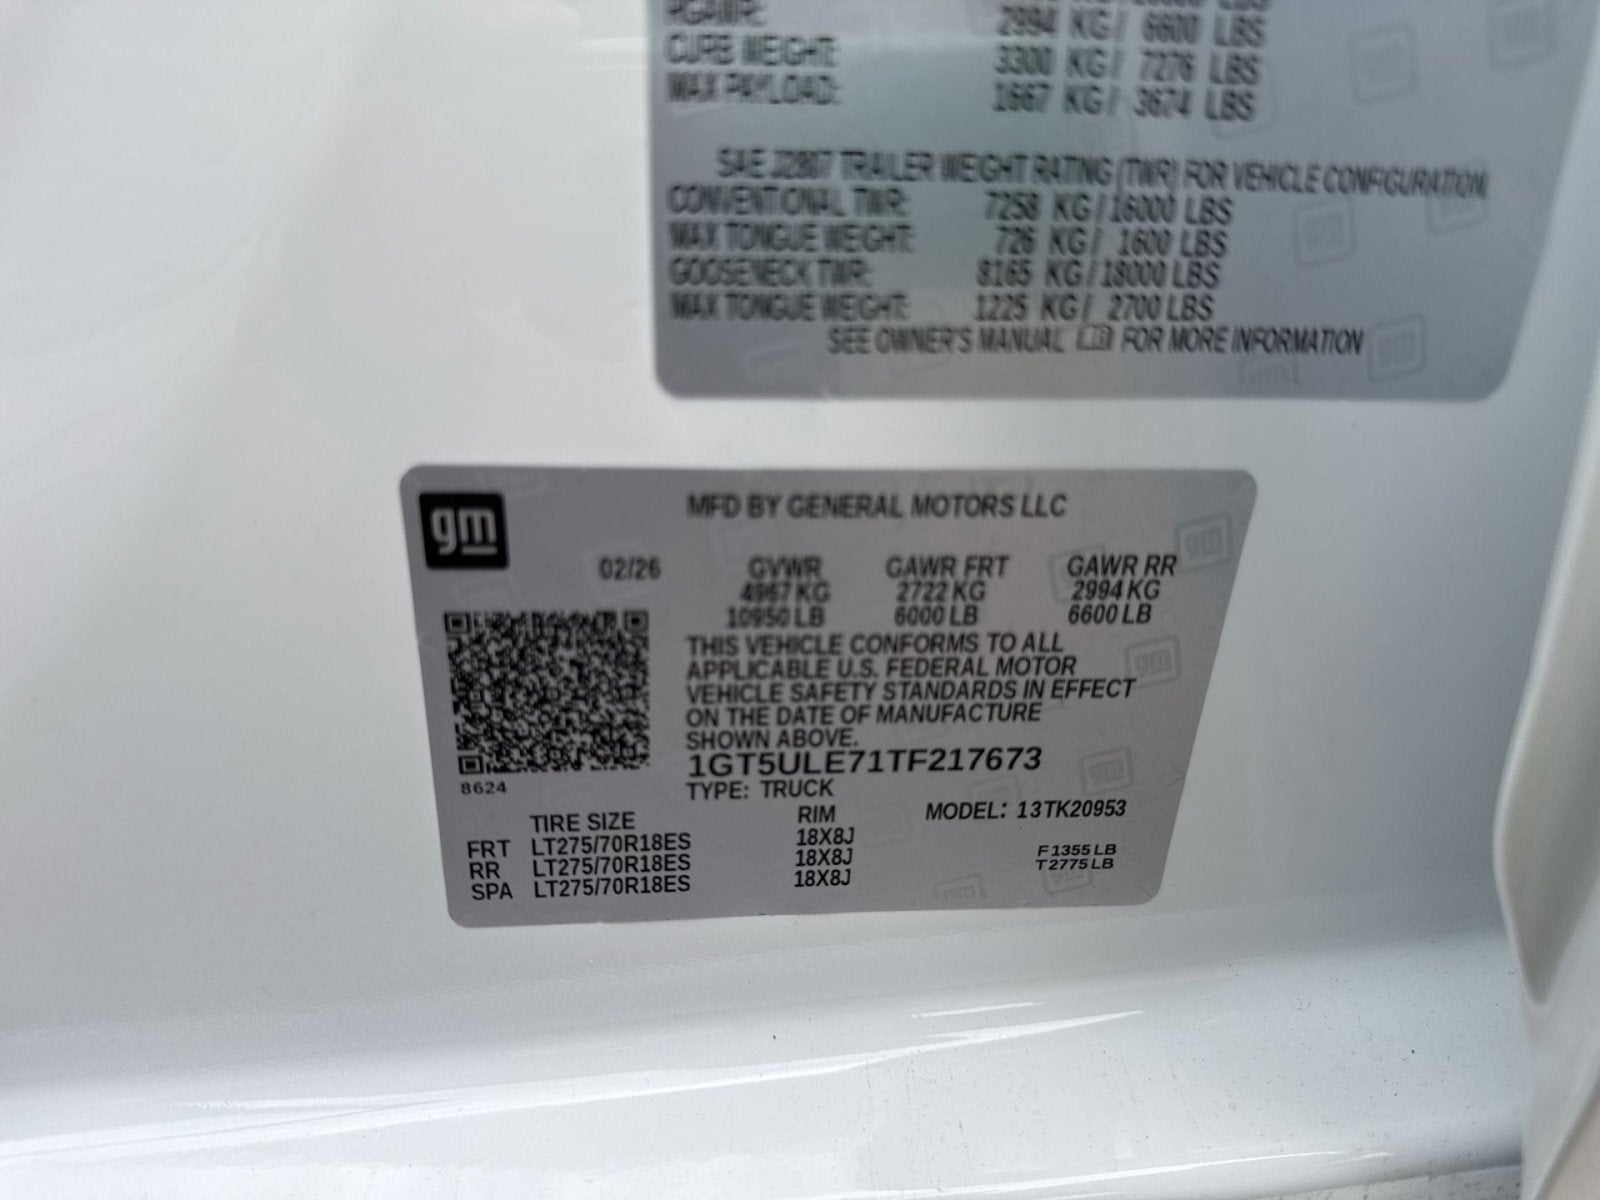 RGAWR: 2994 KG/ 6600 LBS
CURB WEIGHT: 3300 KG/ 7276 LBS
MAX PAYLOAD: 1667 KG/ 3674 LBS
SAE J2807 TRAILER WEIGHT RATING (TWR) FOR VEHICLE CONFIGURATION.
CONVENTIONAL TWR: 7258 KG/16000 LBS
MAX TONGUE WEIGHT: 726 KG/ 1600 LBS
GOOSENECK TWR: 8165 KG/18000 LBS
MAX TONGUE WEIGHT: 1225 KG/ 2700 LBS
SEE OWNER'S MANUAL FOR MORE INFORMATION
gm
MFD BY GENERAL MOTORS LLC
02/26 GVWR GAWR FRT GAWR RR
4967 KG 2722 KG 2994 KG
10950 LB 6000 LB 6600 LB
THIS VEHICLE CONFORMS TO ALL
APPLICABLE U.S. FEDERAL MOTOR
VEHICLE SAFETY STANDARDS IN EFFECT
ON THE DATE OF MANUFACTURE
SHOWN ABOVE.
1GT5ULE71TF217673
8624
TYPE: TRUCK
TIRE SIZE RIM MODEL: 13TK20953
FRT LT275/70R18ES 18X8J
RR LT275/70R18ES 18X8J
SPA LT275/70R18ES 18X8J
F1355 LB
T2775 LB